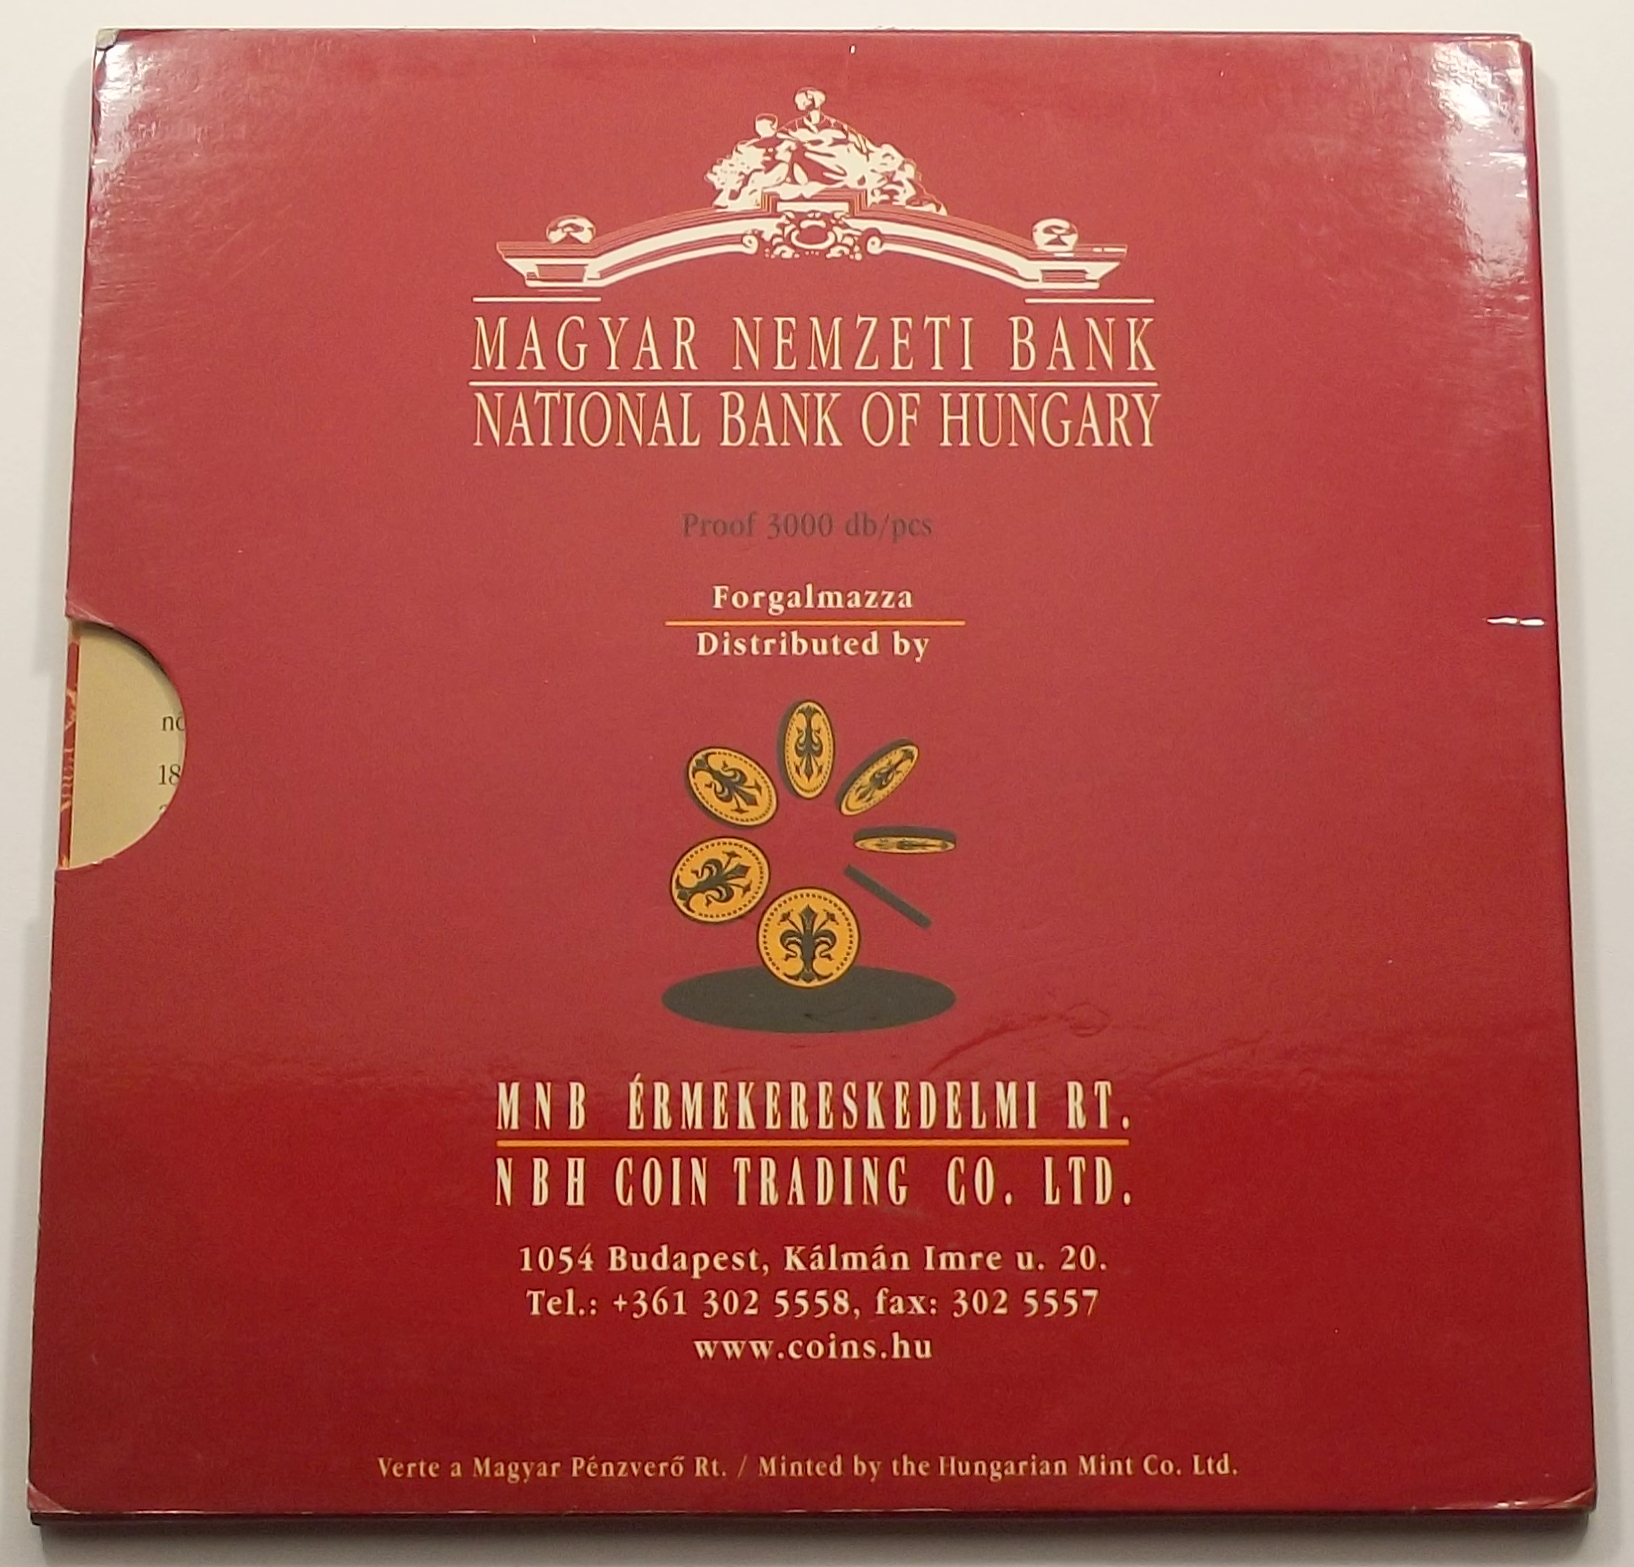 MAGYAR NEMZETI BANK
NATIONAL BANK OF HUNGARY
Proof 3000 db/pcs
Forgalmazza
Distributed by
18
MNB ÉRMEKERESKEDELMI RT.
NBH COIN TRADING CO. LTD.
1054 Budapest, Kálmán Imre u. 20.
Tel.: +361 302 5558, fax: 302 5557
www.coins.hu
Verte a Magyar Pénzverő Rt. / Minted by the Hungarian Mint Co. Ltd.